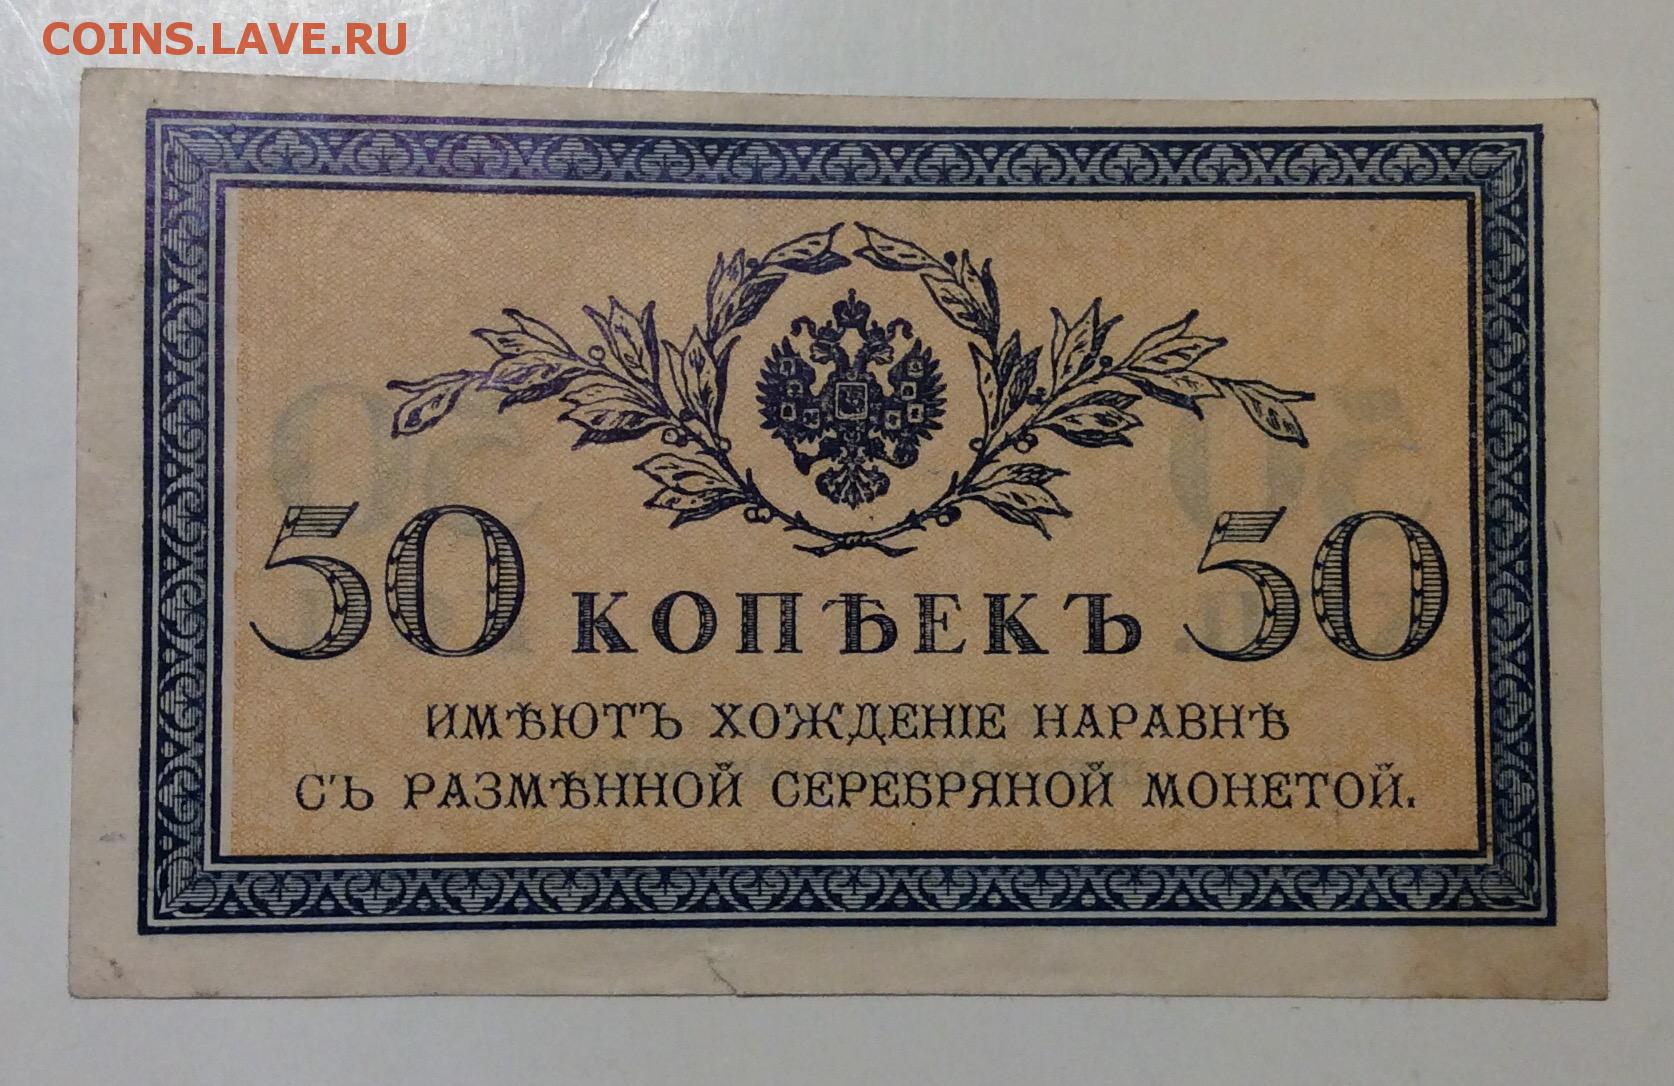 COINS.LAVE.RU
50 КОПѢЕКЪ 50
ИМѢЮТЪ ХОЖДЕНІЕ НАРАВНѢ
СЪ РАЗМѢННОЙ СЕРЕБРЯНОЙ МОНЕТОЙ.